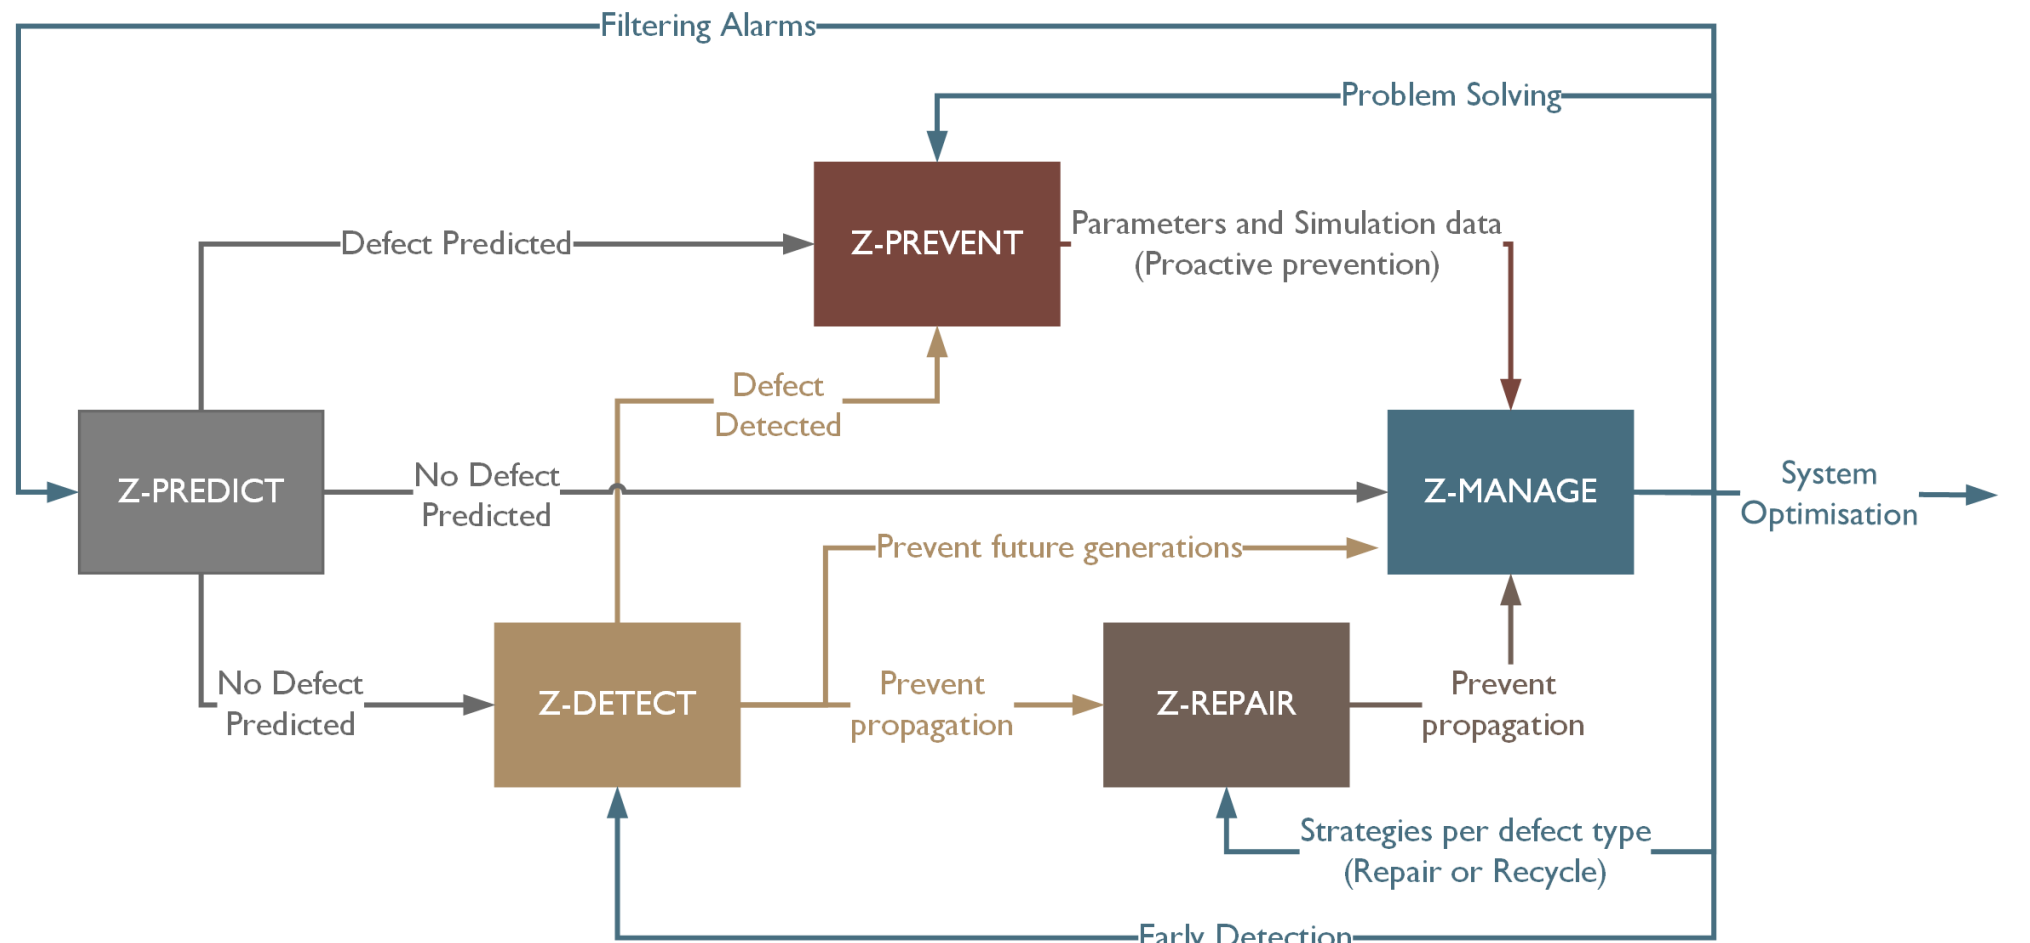 Filtering Alarms
Problem Solving
Z-PREVENT
Parameters and Simulation data
(Proactive prevention)
Defect Predicted
Defect
Detected
Z-PREDICT
No Defect
Predicted
Z-MANAGE
System
Optimisation
Prevent future generations
No Defect
Predicted
Z-DETECT
Prevent
propagation
Z-REPAIR
Prevent
propagation
Strategies per defect type
(Repair or Recycle)
Early Detection